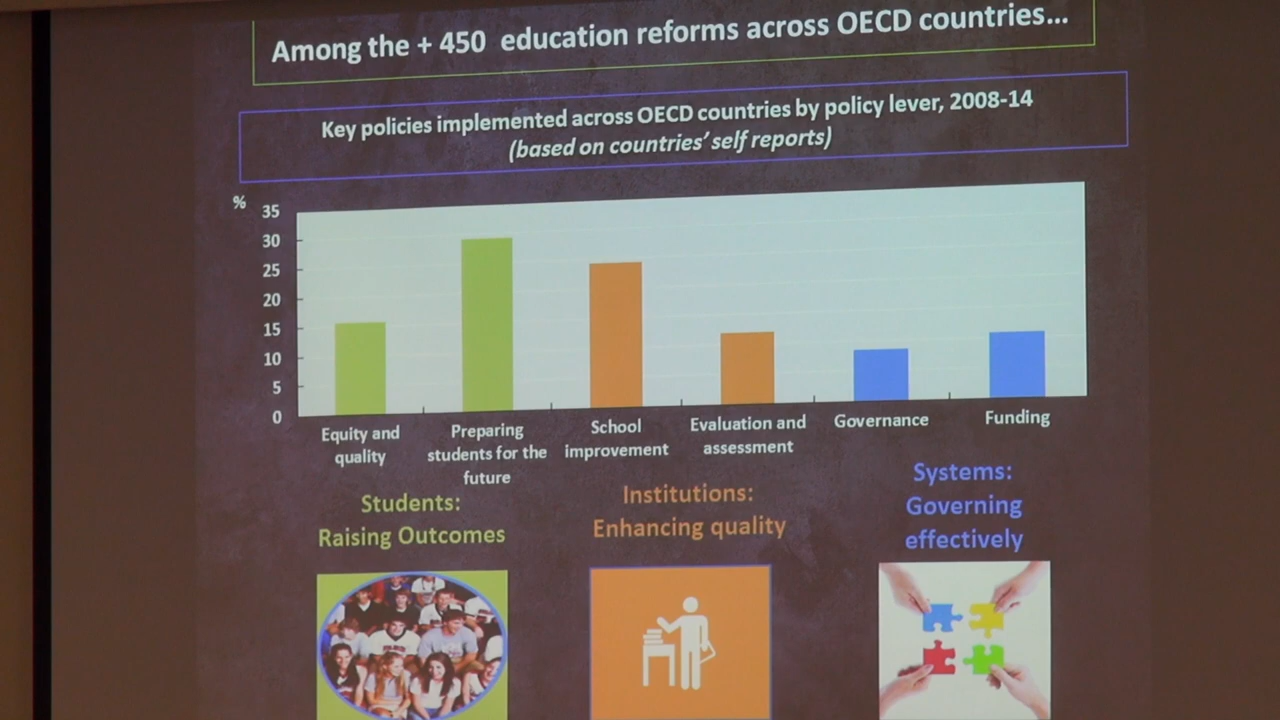 Among the + 450 education reforms across OECD countries...
Key policies implemented across OECD countries by policy lever, 2008-14
(based on countries' self reports)
%
35
30
25
20
15
10
5
0
Equity and
quality
Preparing
students for the
future
School
improvement
Evaluation and
assessment
Governance
Funding
Students:
Raising Outcomes
Institutions:
Enhancing quality
Systems:
Governing
effectively